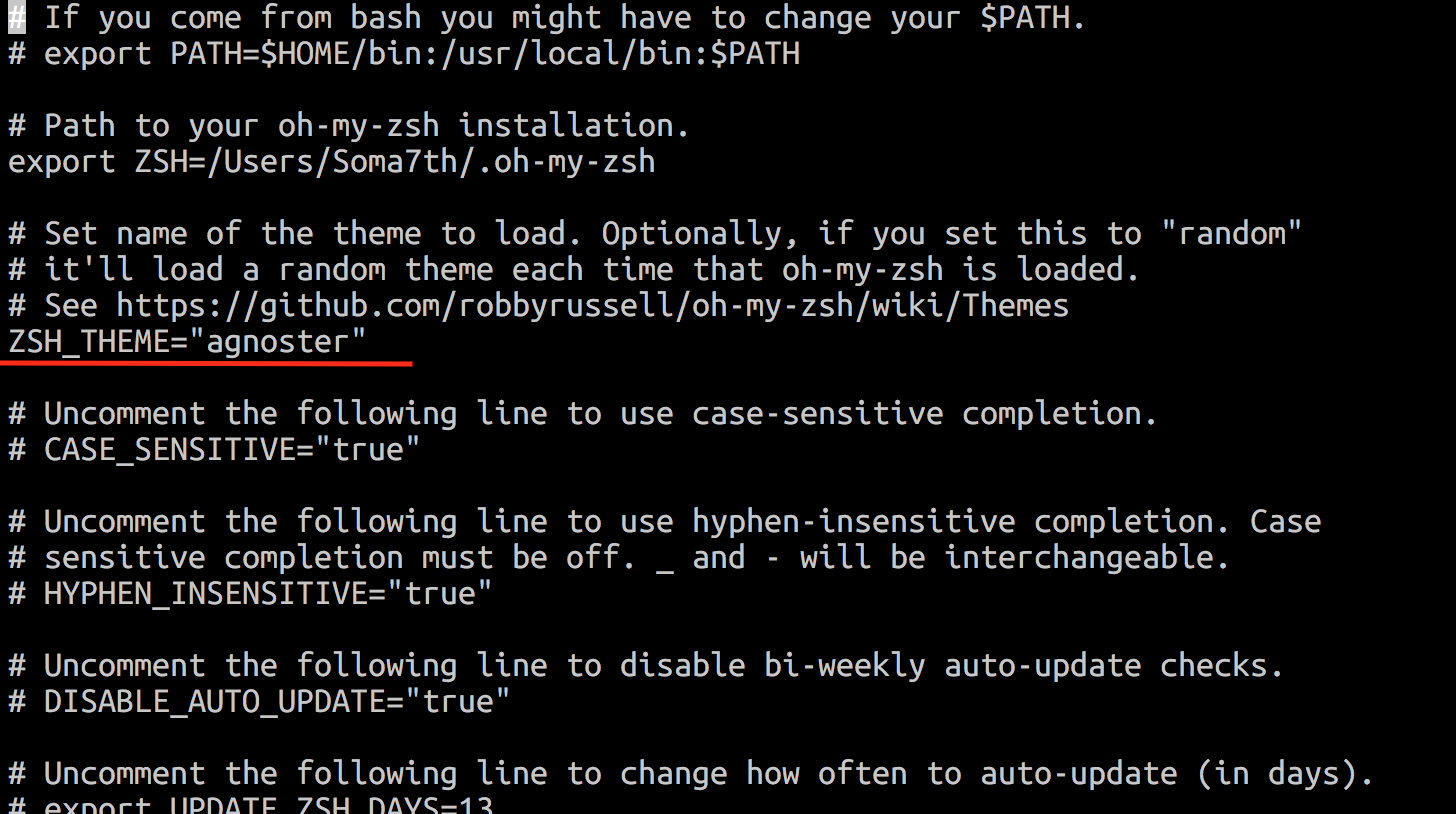 # If you come from bash you might have to change your $PATH.
# export PATH=$HOME/bin:/usr/local/bin:$PATH
# Path to your oh-my-zsh installation.
export ZSH=/Users/Soma7th/.oh-my-zsh
# Set name of the theme to load. Optionally, if you set this to "random"
# it'll load a random theme each time that oh-my-zsh is loaded.
# See https://github.com/robbyrussell/oh-my-zsh/wiki/Themes
ZSH_THEME="agnoster"
# Uncomment the following line to use case-sensitive completion.
# CASE_SENSITIVE="true"
# Uncomment the following line to use hyphen-insensitive completion. Case
# sensitive completion must be off. _ and - will be interchangeable.
# HYPHEN_INSENSITIVE="true"
# Uncomment the following line to disable bi-weekly auto-update checks.
# DISABLE_AUTO_UPDATE="true"
# Uncomment the following line to change how often to auto-update (in days).
# export UPDATE_ZSH_DAYS=13